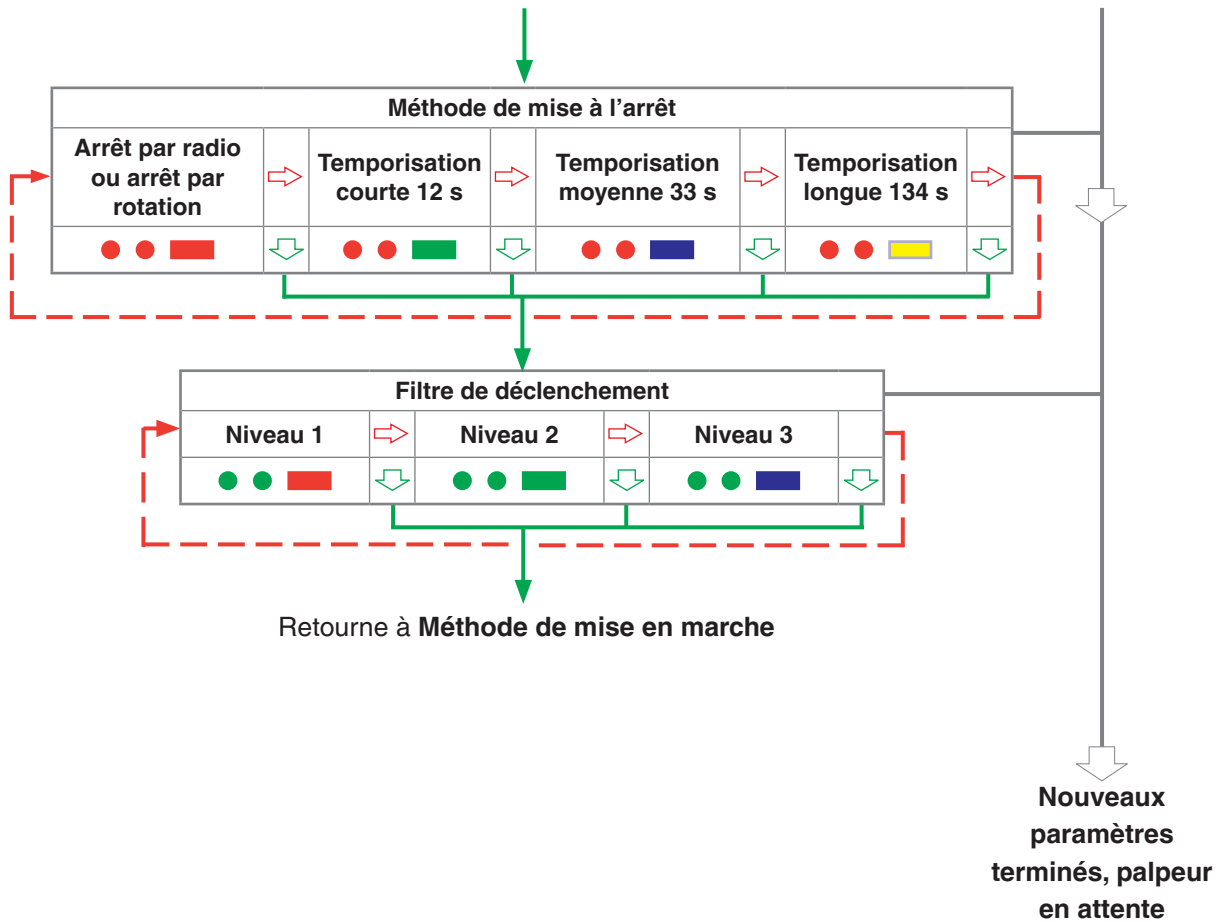 Méthode de mise à l'arrêt
Arrêt par radio
ou arrêt par
rotation
Temporisation
courte 12 s
Temporisation
moyenne 33 s
Temporisation
longue 134 s
Filtre de déclenchement
Niveau 1
Niveau 2
Niveau 3
Retourne à Méthode de mise en marche
Nouveaux
paramètres
terminés, palpeur
en attente